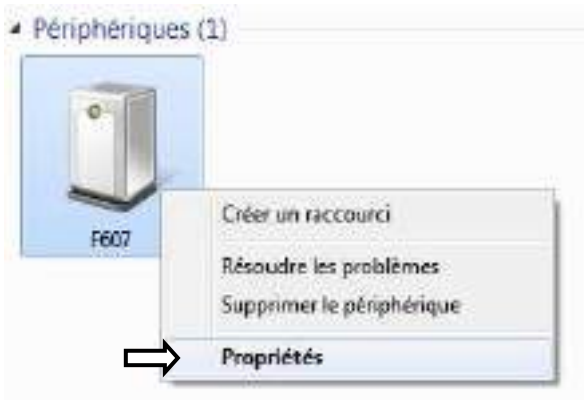 Périphériques (1)
F607
Créer un raccourci
Résoudre les problèmes
Supprimer le périphérique
Propriétés